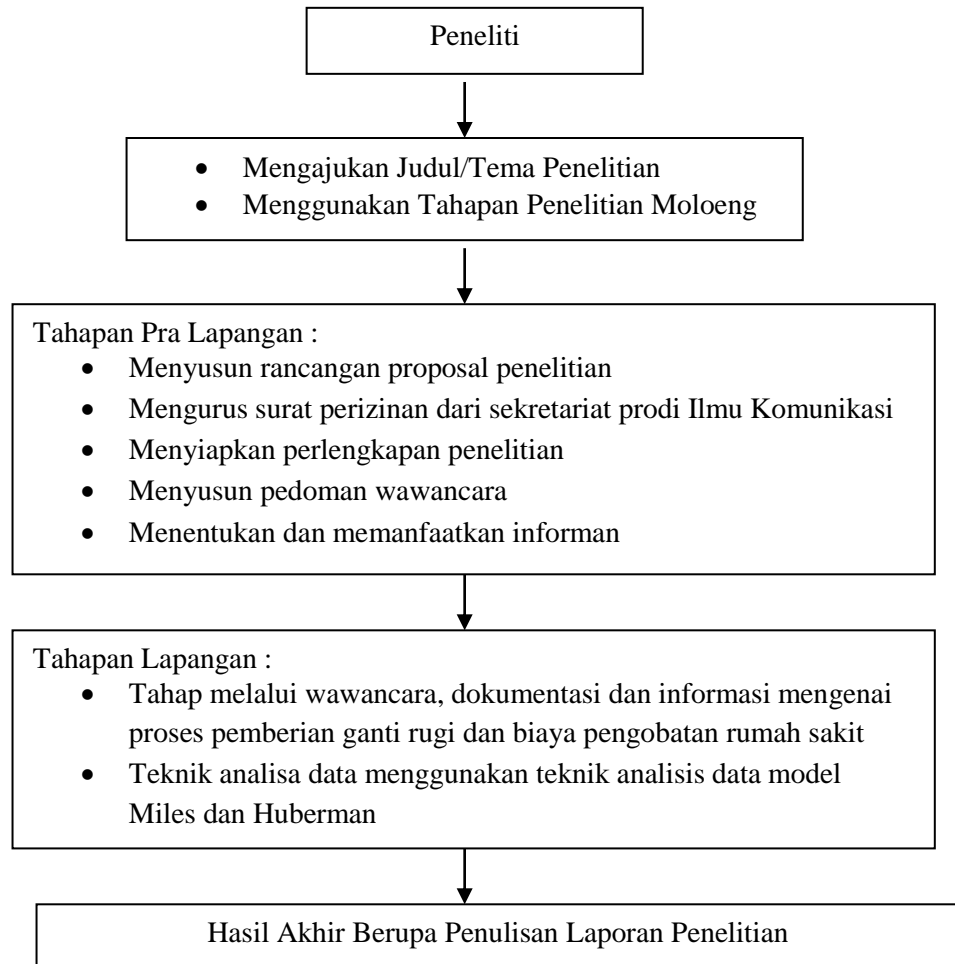 Peneliti
• Mengajukan Judul/Tema Penelitian
• Menggunakan Tahapan Penelitian Moloeng
Tahapan Pra Lapangan :
• Menyusun rancangan proposal penelitian
• Mengurus surat perizinan dari sekretariat prodi Ilmu Komunikasi
• Menyiapkan perlengkapan penelitian
• Menyusun pedoman wawancara
• Menentukan dan memanfaatkan informan
Tahapan Lapangan :
• Tahap melalui wawancara, dokumentasi dan informasi mengenai
proses pemberian ganti rugi dan biaya pengobatan rumah sakit
• Teknik analisa data menggunakan teknik analisis data model
Miles dan Huberman
Hasil Akhir Berupa Penulisan Laporan Penelitian